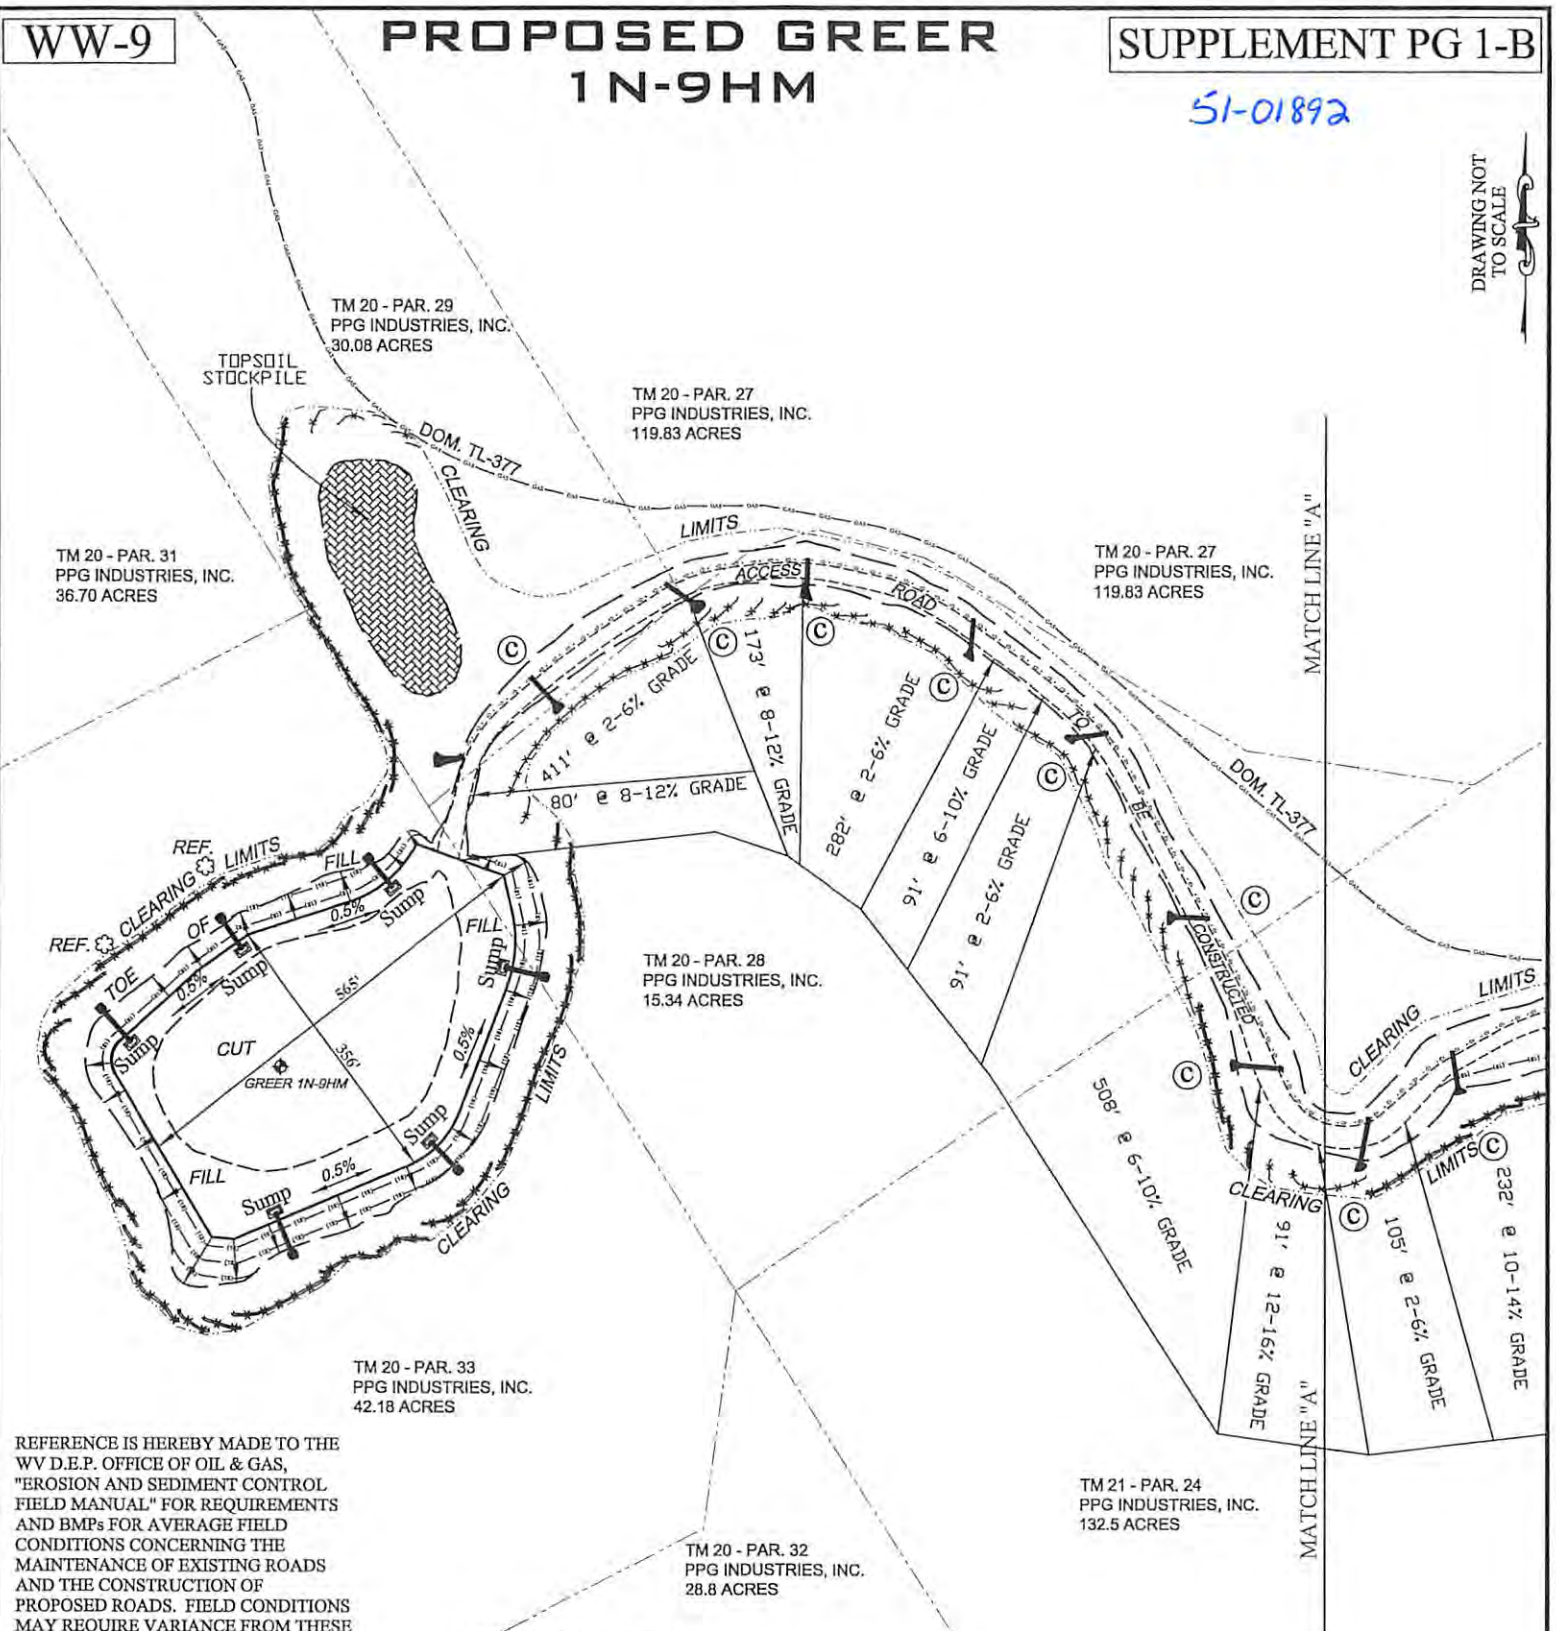 WW-9
PROPOSED GREER
1N-9HM
SUPPLEMENT PG 1-B
51-01892
DRAWING NOT
TO SCALE
TM 20 - PAR. 29
PPG INDUSTRIES, INC.
30.08 ACRES
TOPSOIL
STOCKPILE
TM 20 - PAR. 27
PPG INDUSTRIES, INC.
119.83 ACRES
DOM. TL-377
CLEARING
LIMITS
TM 20 - PAR. 31
PPG INDUSTRIES, INC.
36.70 ACRES
TM 20 - PAR. 27
PPG INDUSTRIES, INC.
119.83 ACRES
MATCH LINE "A"
ACCESS
ROAD
TO
BE
CONSTRUCTED
C
C
C
C
C
C
C
C
C
411' @ 2-6% GRADE
173' @ 8-12% GRADE
80' @ 8-12% GRADE
282' @ 2-6% GRADE
91' @ 6-10% GRADE
91' @ 2-6% GRADE
DOM. TL-377
REF.
REF.
CLEARING
LIMITS
TOE
OF
FILL
0.5%
Sump
FILL
0.5%
Sump
Sump
565'
356'
CUT
GREER 1N-9HM
Sump
0.5%
Sump
FILL
0.5%
Sump
LIMITS
CLEARING
TM 20 - PAR. 28
PPG INDUSTRIES, INC.
15.34 ACRES
CLEARING
LIMITS
508' @ 6-10% GRADE
CLEARING
LIMITS
91' @ 12-16% GRADE
105' @ 2-6% GRADE
232' @ 10-14% GRADE
TM 20 - PAR. 33
PPG INDUSTRIES, INC.
42.18 ACRES
MATCH LINE "A"
TM 21 - PAR. 24
PPG INDUSTRIES, INC.
132.5 ACRES
TM 20 - PAR. 32
PPG INDUSTRIES, INC.
28.8 ACRES
REFERENCE IS HEREBY MADE TO THE
WV D.E.P. OFFICE OF OIL & GAS,
"EROSION AND SEDIMENT CONTROL
FIELD MANUAL" FOR REQUIREMENTS
AND BMPs FOR AVERAGE FIELD
CONDITIONS CONCERNING THE
MAINTENANCE OF EXISTING ROADS
AND THE CONSTRUCTION OF
PROPOSED ROADS. FIELD CONDITIONS
MAY REQUIRE VARIANCE FROM THESE